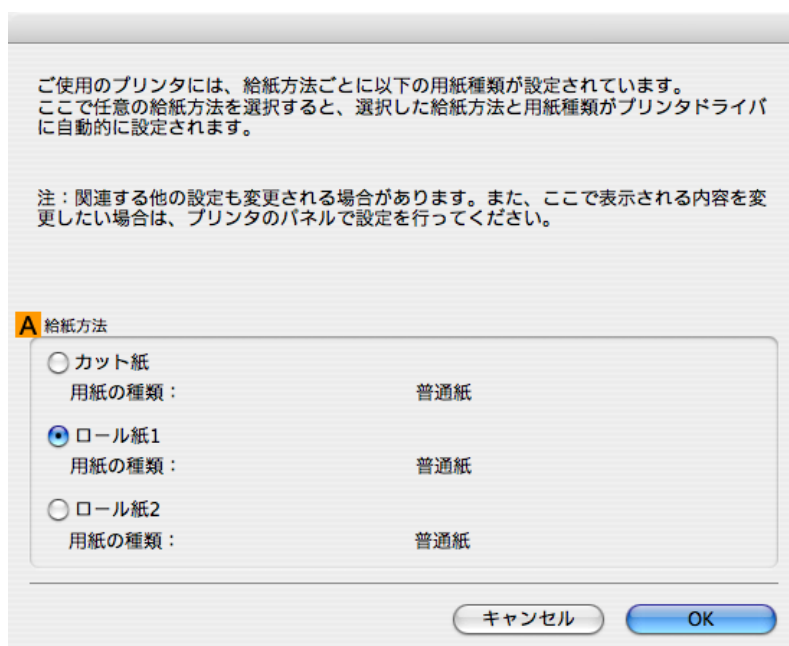 ご使用のプリンタには、給紙方法ごとに以下の用紙種類が設定されています。
ここで任意の給紙方法を選択すると、選択した給紙方法と用紙種類がプリンタドライバ
に自動的に設定されます。
注：関連する他の設定も変更される場合があります。また、ここで表示される内容を変
更したい場合は、プリンタのパネルで設定を行ってください。
A 給紙方法
カット紙
用紙の種類： 普通紙
ロール紙1
用紙の種類： 普通紙
ロール紙2
用紙の種類： 普通紙
キャンセル OK